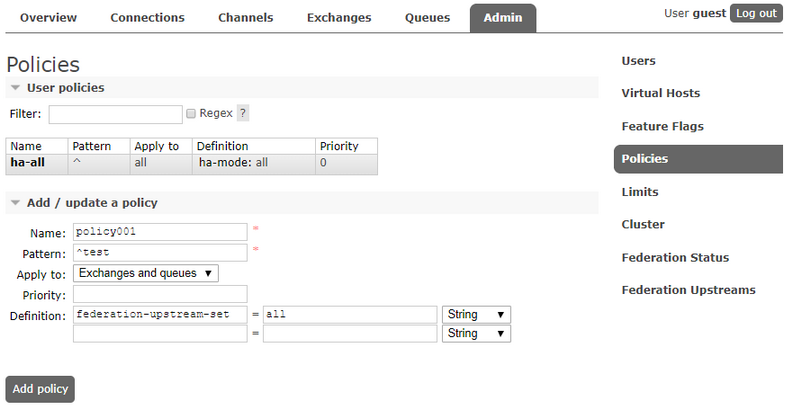 Overview Connections Channels Exchanges Queues Admin User guest Log out
Policies
User policies
Filter: Regex ?
Name Pattern Apply to Definition Priority
ha-all ^ all ha-mode: all 0
Add / update a policy
Name: policy001 *
Pattern: ^test *
Apply to: Exchanges and queues ▼
Priority:
Definition: federation-upstream-set = all String ▼
= String ▼
Add policy
Users
Virtual Hosts
Feature Flags
Policies
Limits
Cluster
Federation Status
Federation Upstreams